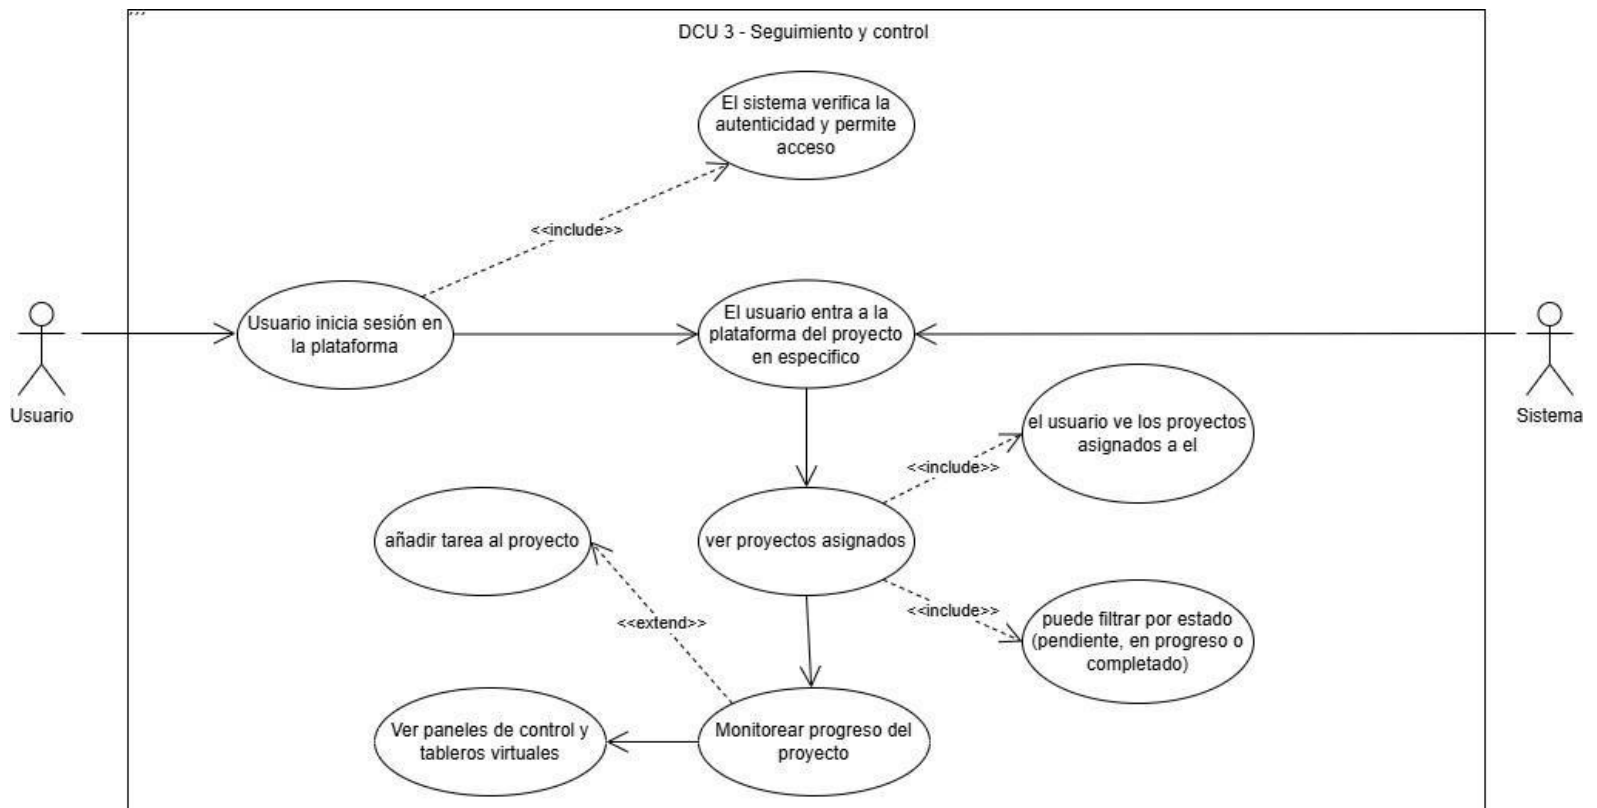 DCU 3 - Seguimiento y control
El sistema verifica la
autenticidad y permite
acceso
<<include>>
Usuario inicia sesión en
la plataforma
El usuario entra a la
plataforma del proyecto
en especifico
Usuario
Sistema
el usuario ve los proyectos
asignados a el
<<include>>
añadir tarea al proyecto
ver proyectos asignados
<<include>>
puede filtrar por estado
(pendiente, en progreso o
completado)
<<extend>>
Ver paneles de control y
tableros virtuales
Monitorear progreso del
proyecto